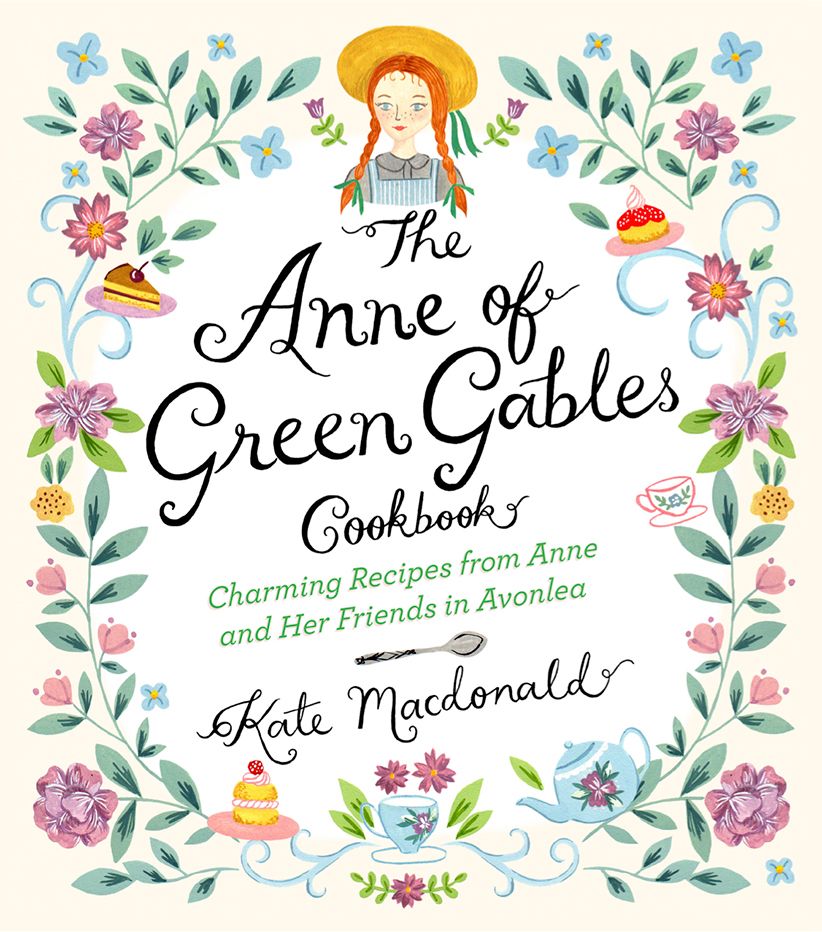 The
Anne of
Green Gables
Cookbook
Charming Recipes from Anne
and Her Friends in Avonlea
Kate Macdonald